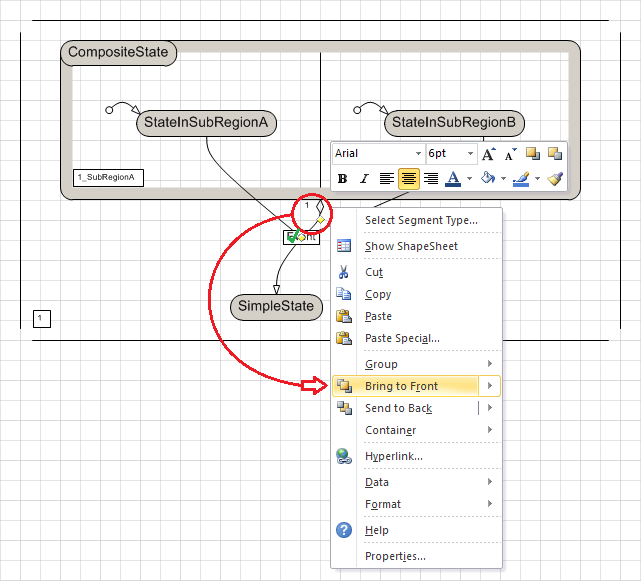 CompositeState
StateInSubRegionA
StateInSubRegionB
Arial
6pt
A A
B I A
1_SubRegionA
1
SimpleState
1
Select Segment Type...
Show ShapeSheet
Cut
Copy
Paste
Paste Special...
Group
Bring to Front
Send to Back
Container
Hyperlink...
Data
Format
Help
Properties...